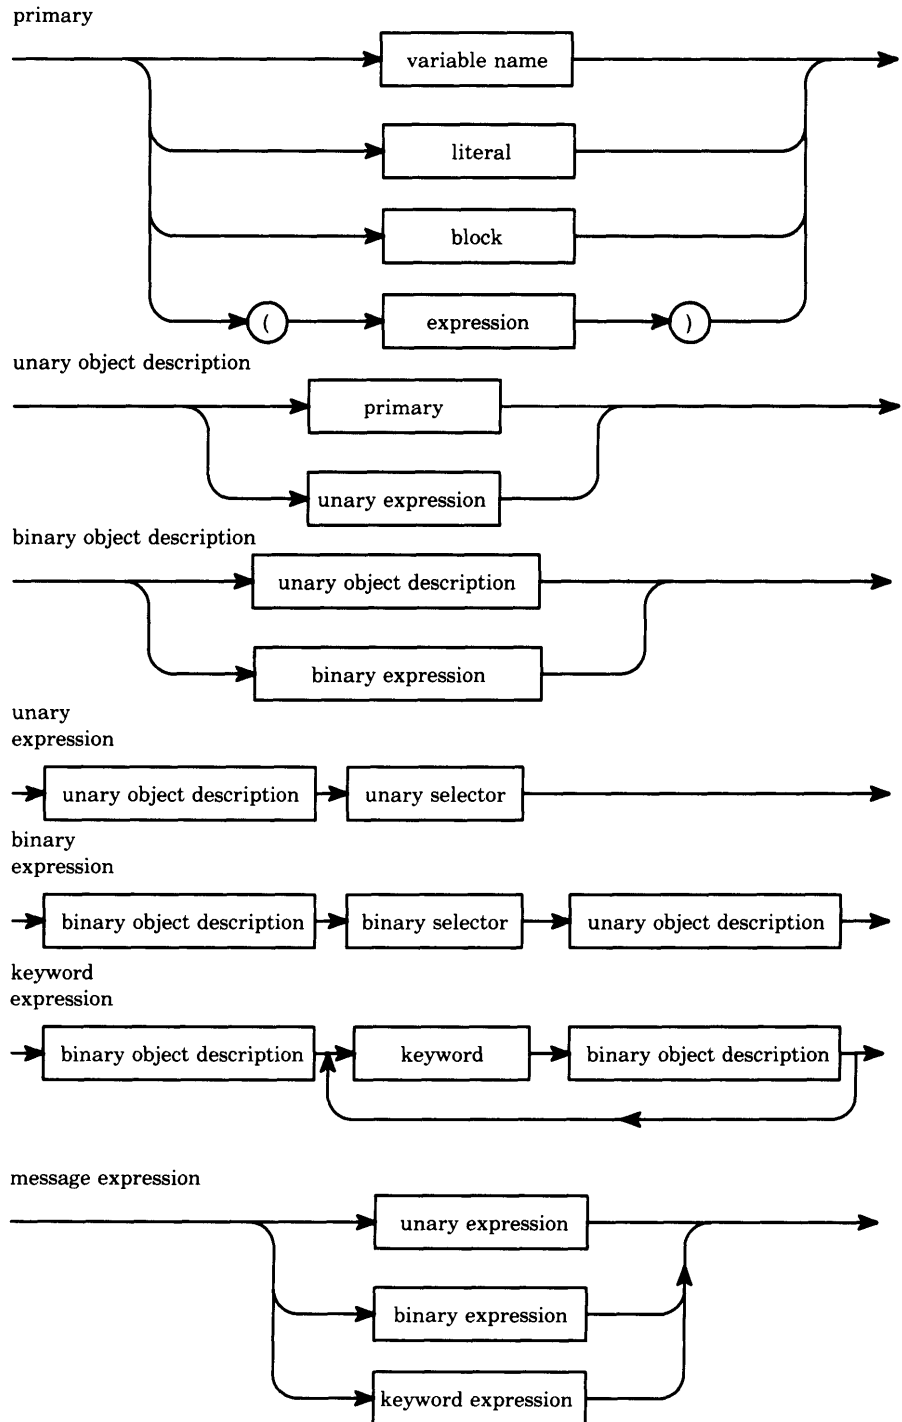 primary
variable name
literal
block
( expression )
unary object description
primary
unary expression
binary object description
unary object description
binary expression
unary
expression
unary object description unary selector
binary
expression
binary object description binary selector unary object description
keyword
expression
binary object description keyword binary object description
message expression
unary expression
binary expression
keyword expression